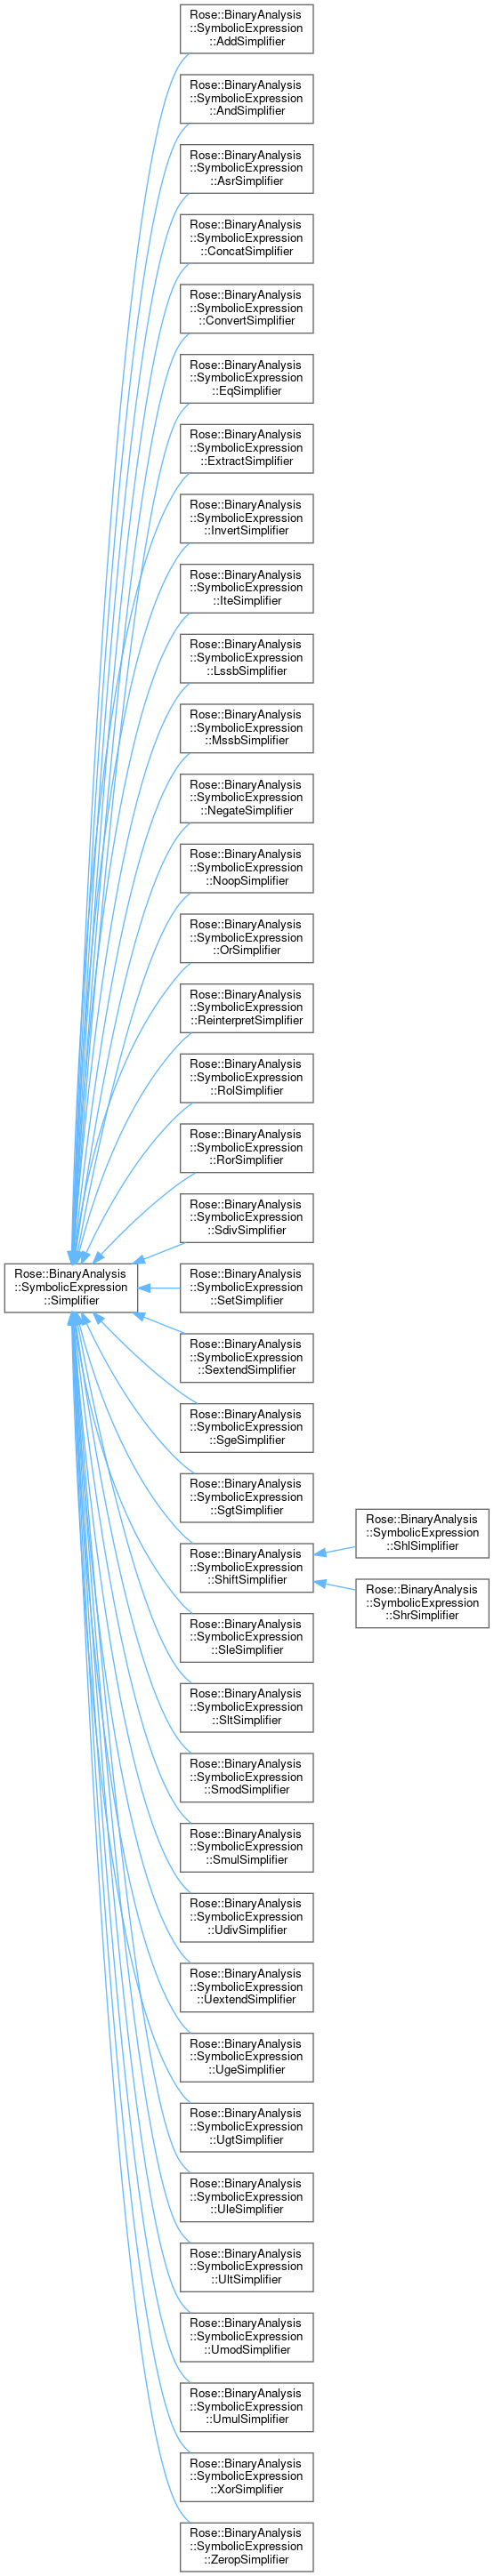 Rose::BinaryAnalysis
::SymbolicExpression
::AddSimplifier
Rose::BinaryAnalysis
::SymbolicExpression
::AndSimplifier
Rose::BinaryAnalysis
::SymbolicExpression
::AsrSimplifier
Rose::BinaryAnalysis
::SymbolicExpression
::ConcatSimplifier
Rose::BinaryAnalysis
::SymbolicExpression
::ConvertSimplifier
Rose::BinaryAnalysis
::SymbolicExpression
::EqSimplifier
Rose::BinaryAnalysis
::SymbolicExpression
::ExtractSimplifier
Rose::BinaryAnalysis
::SymbolicExpression
::InvertSimplifier
Rose::BinaryAnalysis
::SymbolicExpression
::IteSimplifier
Rose::BinaryAnalysis
::SymbolicExpression
::LssbSimplifier
Rose::BinaryAnalysis
::SymbolicExpression
::MssbSimplifier
Rose::BinaryAnalysis
::SymbolicExpression
::NegateSimplifier
Rose::BinaryAnalysis
::SymbolicExpression
::NoopSimplifier
Rose::BinaryAnalysis
::SymbolicExpression
::OrSimplifier
Rose::BinaryAnalysis
::SymbolicExpression
::ReinterpretSimplifier
Rose::BinaryAnalysis
::SymbolicExpression
::RolSimplifier
Rose::BinaryAnalysis
::SymbolicExpression
::RorSimplifier
Rose::BinaryAnalysis
::SymbolicExpression
::SdivSimplifier
Rose::BinaryAnalysis
::SymbolicExpression
::Simplifier
Rose::BinaryAnalysis
::SymbolicExpression
::SetSimplifier
Rose::BinaryAnalysis
::SymbolicExpression
::SextendSimplifier
Rose::BinaryAnalysis
::SymbolicExpression
::SgeSimplifier
Rose::BinaryAnalysis
::SymbolicExpression
::SgtSimplifier
Rose::BinaryAnalysis
::SymbolicExpression
::ShiftSimplifier
Rose::BinaryAnalysis
::SymbolicExpression
::ShlSimplifier
Rose::BinaryAnalysis
::SymbolicExpression
::ShrSimplifier
Rose::BinaryAnalysis
::SymbolicExpression
::SleSimplifier
Rose::BinaryAnalysis
::SymbolicExpression
::SltSimplifier
Rose::BinaryAnalysis
::SymbolicExpression
::SmodSimplifier
Rose::BinaryAnalysis
::SymbolicExpression
::SmulSimplifier
Rose::BinaryAnalysis
::SymbolicExpression
::UdivSimplifier
Rose::BinaryAnalysis
::SymbolicExpression
::UextendSimplifier
Rose::BinaryAnalysis
::SymbolicExpression
::UgeSimplifier
Rose::BinaryAnalysis
::SymbolicExpression
::UgtSimplifier
Rose::BinaryAnalysis
::SymbolicExpression
::UleSimplifier
Rose::BinaryAnalysis
::SymbolicExpression
::UltSimplifier
Rose::BinaryAnalysis
::SymbolicExpression
::UmodSimplifier
Rose::BinaryAnalysis
::SymbolicExpression
::UmulSimplifier
Rose::BinaryAnalysis
::SymbolicExpression
::XorSimplifier
Rose::BinaryAnalysis
::SymbolicExpression
::ZeropSimplifier